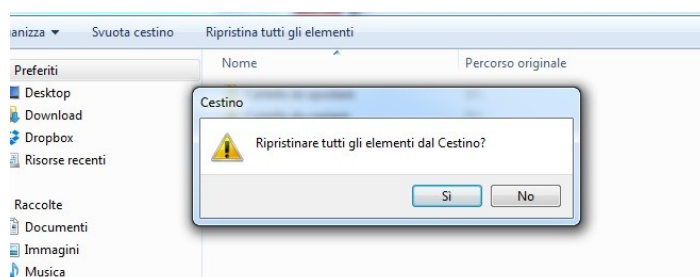 anizza Svuota cestino Ripristina tutti gli elementi
Preferiti
Desktop
Download
Dropbox
Risorse recenti
Raccolte
Documenti
Immagini
Musica
Nome Percorso originale
Cestino
Ripristinare tutti gli elementi dal Cestino?
Sì No